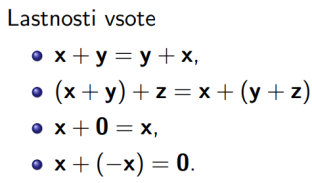 Lastnosti vsote
x + y = y + x,
(x + y) + z = x + (y + z)
x + 0 = x,
x + (−x) = 0.